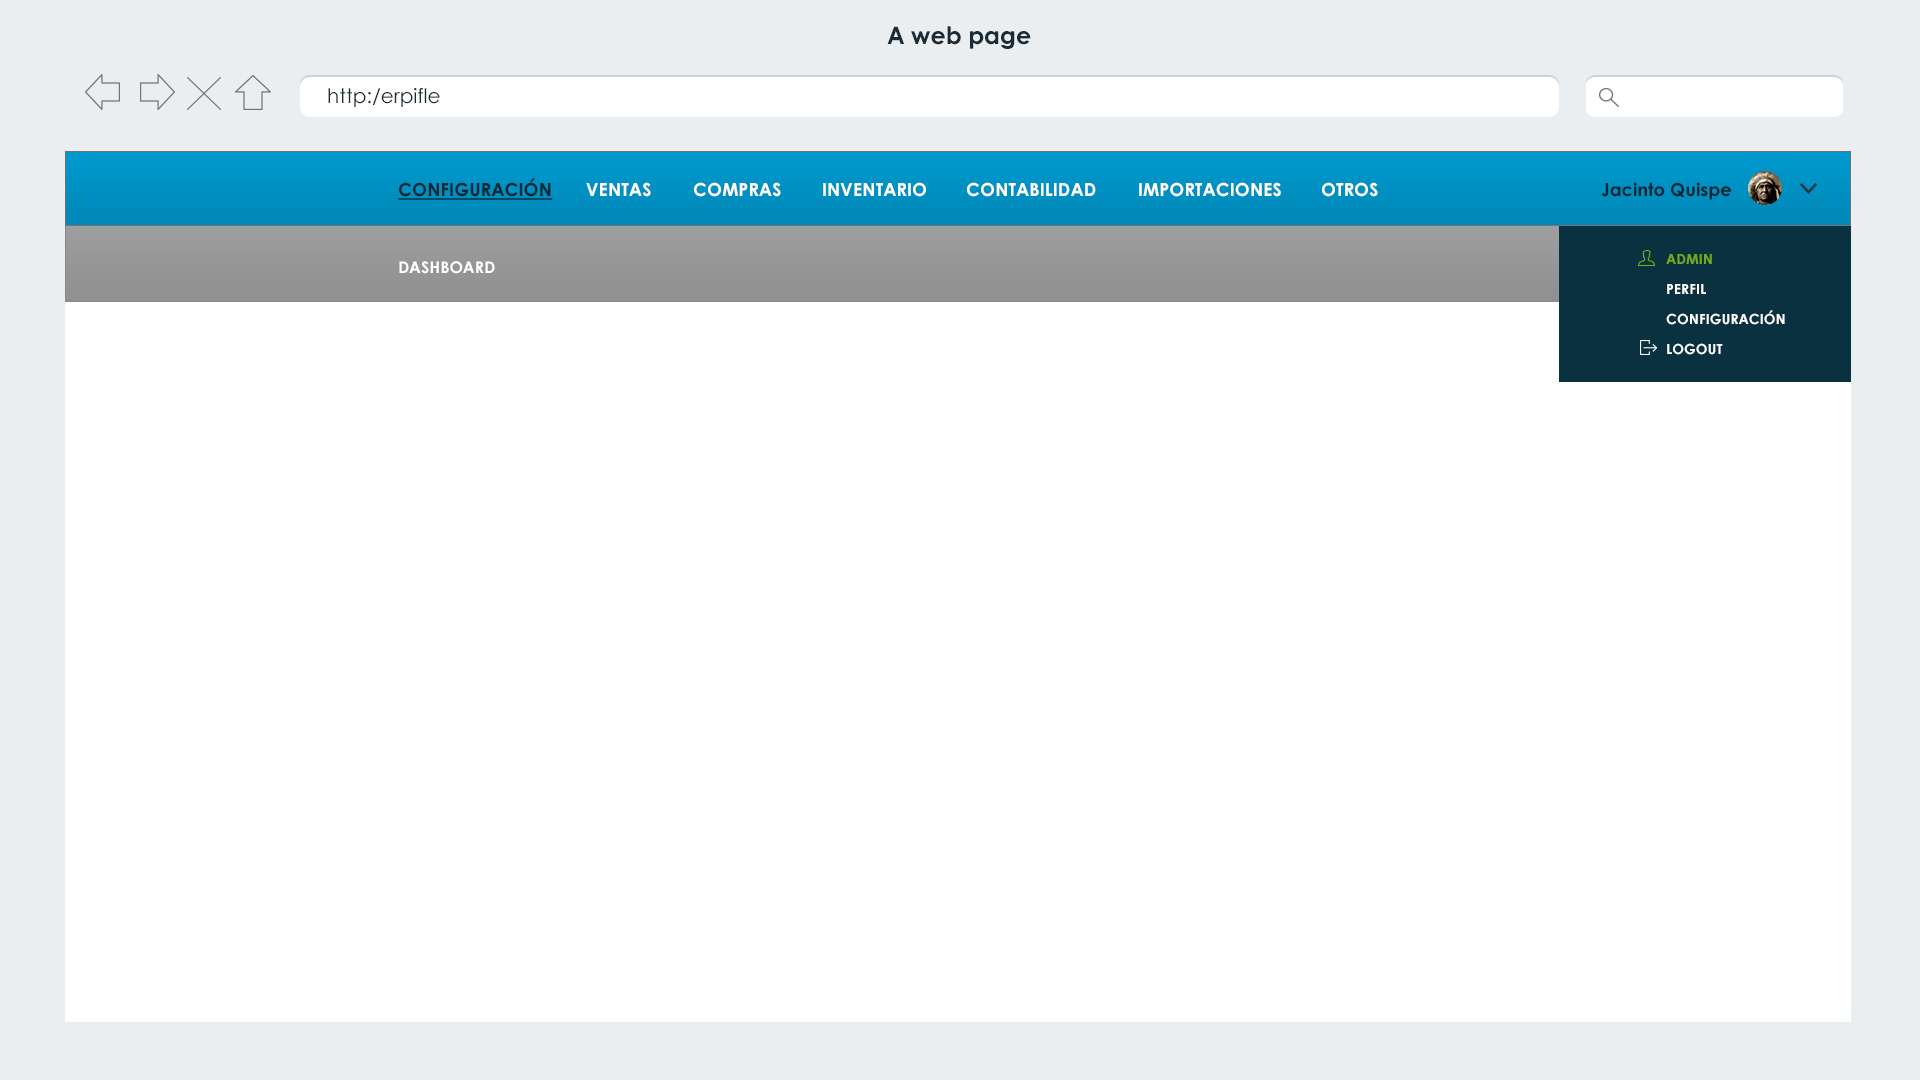 A web page
http:/erpifle
CONFIGURACIÓN VENTAS COMPRAS INVENTARIO CONTABILIDAD IMPORTACIONES OTROS Jacinto Quispe
DASHBOARD
ADMIN
PERFIL
CONFIGURACIÓN
LOGOUT